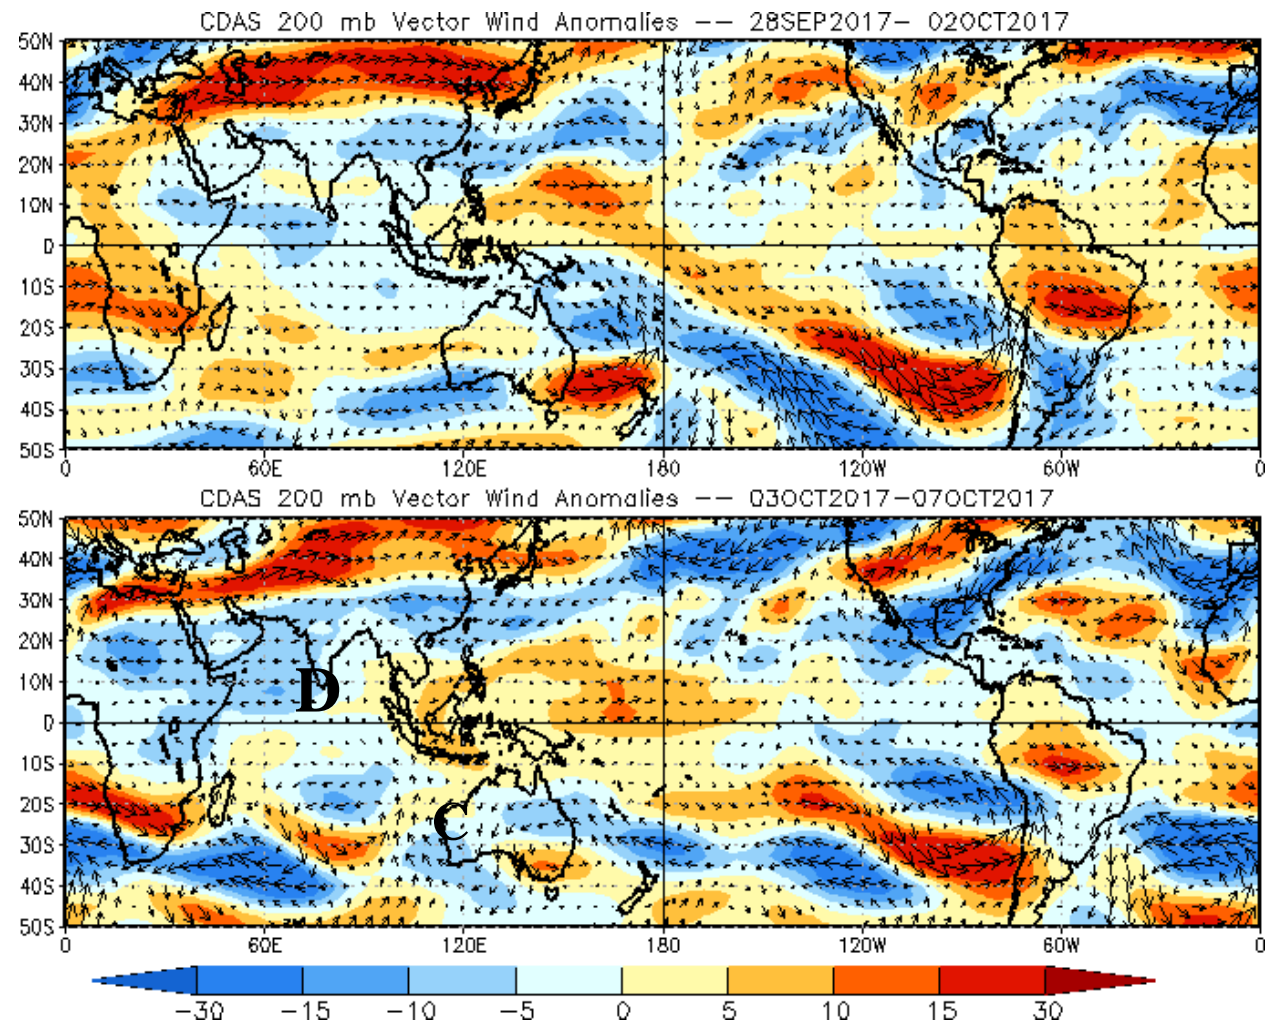 CDAS 200 mb Vector Wind Anomalies -- 28SEP2017- 02OCT2017
50N
40N
30N
20N
10N
0
10S
20S
30S
40S
50S
0 60E 120E 180 120W 60W 0
CDAS 200 mb Vector Wind Anomalies -- 03OCT2017-07OCT2017
50N
40N
30N
20N
10N
0
10S
20S
30S
40S
50S
D
C
0 60E 120E 180 120W 60W 0
-30 -15 -10 -5 0 5 10 15 30